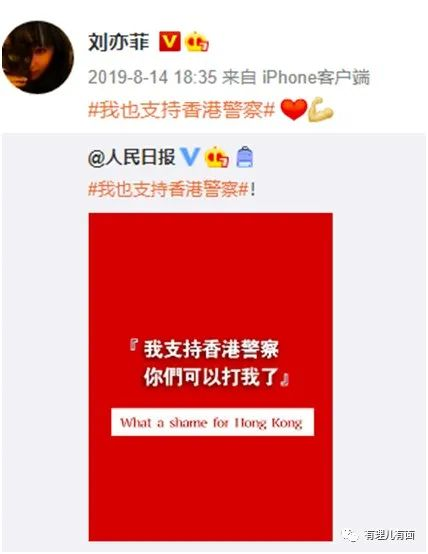 刘亦菲
2019-8-14 18:35 来自 iPhone客户端
#我也支持香港警察#
@人民日报
#我也支持香港警察#!
『我支持香港警察
你們可以打我了』
What a shame for Hong Kong
有理儿有面